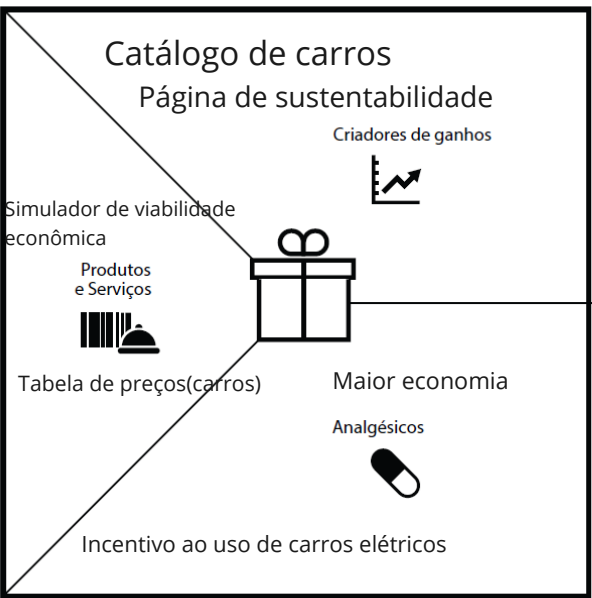 Catálogo de carros
Página de sustentabilidade
Criadores de ganhos
Simulador de viabilidade
econômica
Produtos
e Serviços
Tabela de preços(carros)
Maior economia
Analgésicos
Incentivo ao uso de carros elétricos